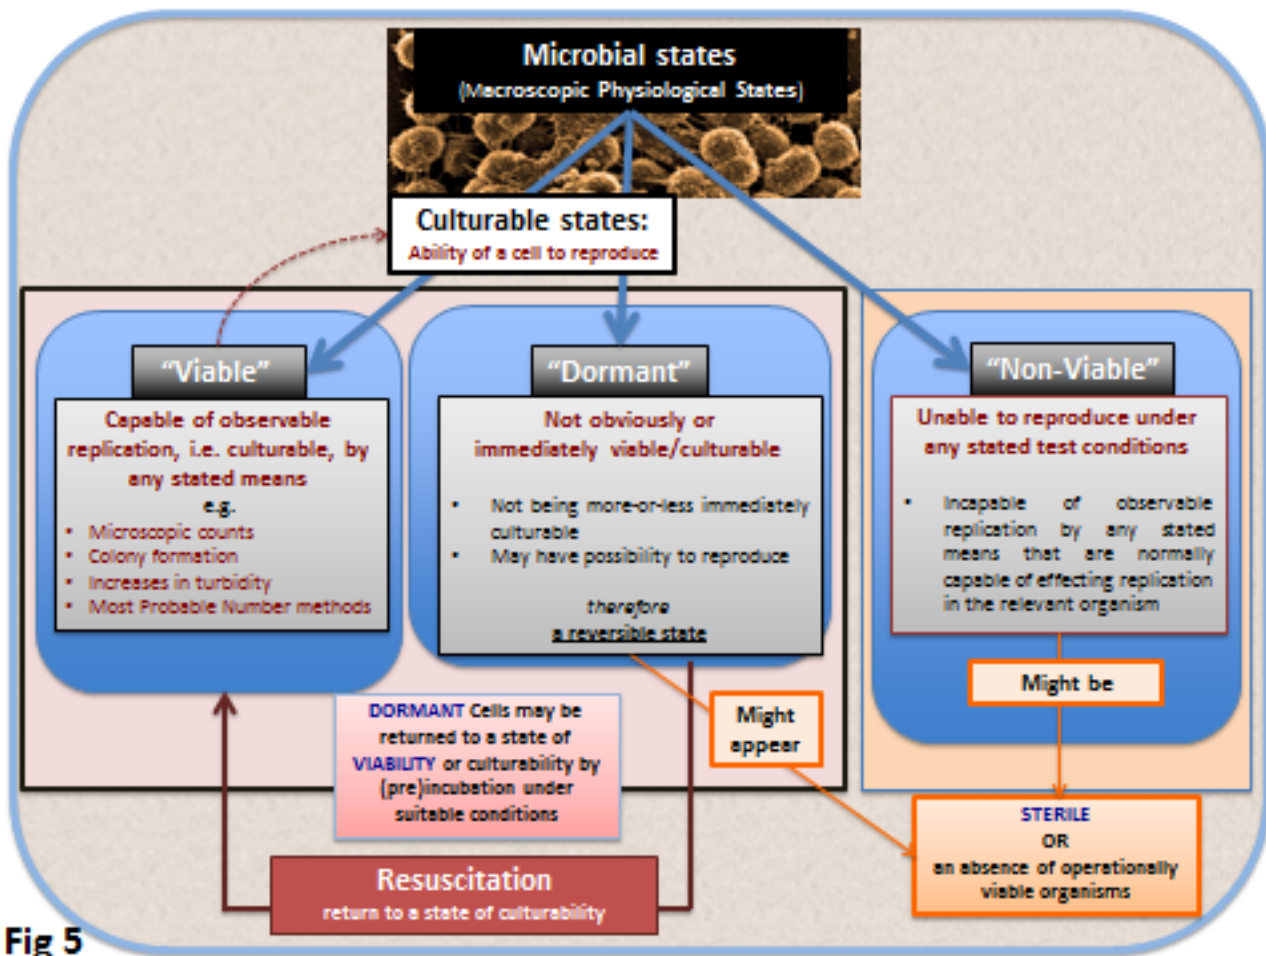 Microbial states
(Macroscopic Physiological States)
Culturable states:
Ability of a cell to reproduce
“Viable”
Capable of observable
replication, i.e. culturable, by
any stated means
e.g.
• Microscopic counts
• Colony formation
• Increases in turbidity
• Most Probable Number methods
“Dormant”
Not obviously or
immediately viable/culturable
• Not being more-or-less immediately
culturable
• May have possibility to reproduce
therefore
a reversible state
“Non-Viable”
Unable to reproduce under
any stated test conditions
• Incapable of observable
replication by any stated
means that are normally
capable of effecting replication
in the relevant organism
Might be
DORMANT Cells may be
returned to a state of
VIABILITY or culturability by
(pre)incubation under
suitable conditions
Might
appear
STERILE
OR
an absence of operationally
viable organisms
Resuscitation
return to a state of culturability
Fig 5